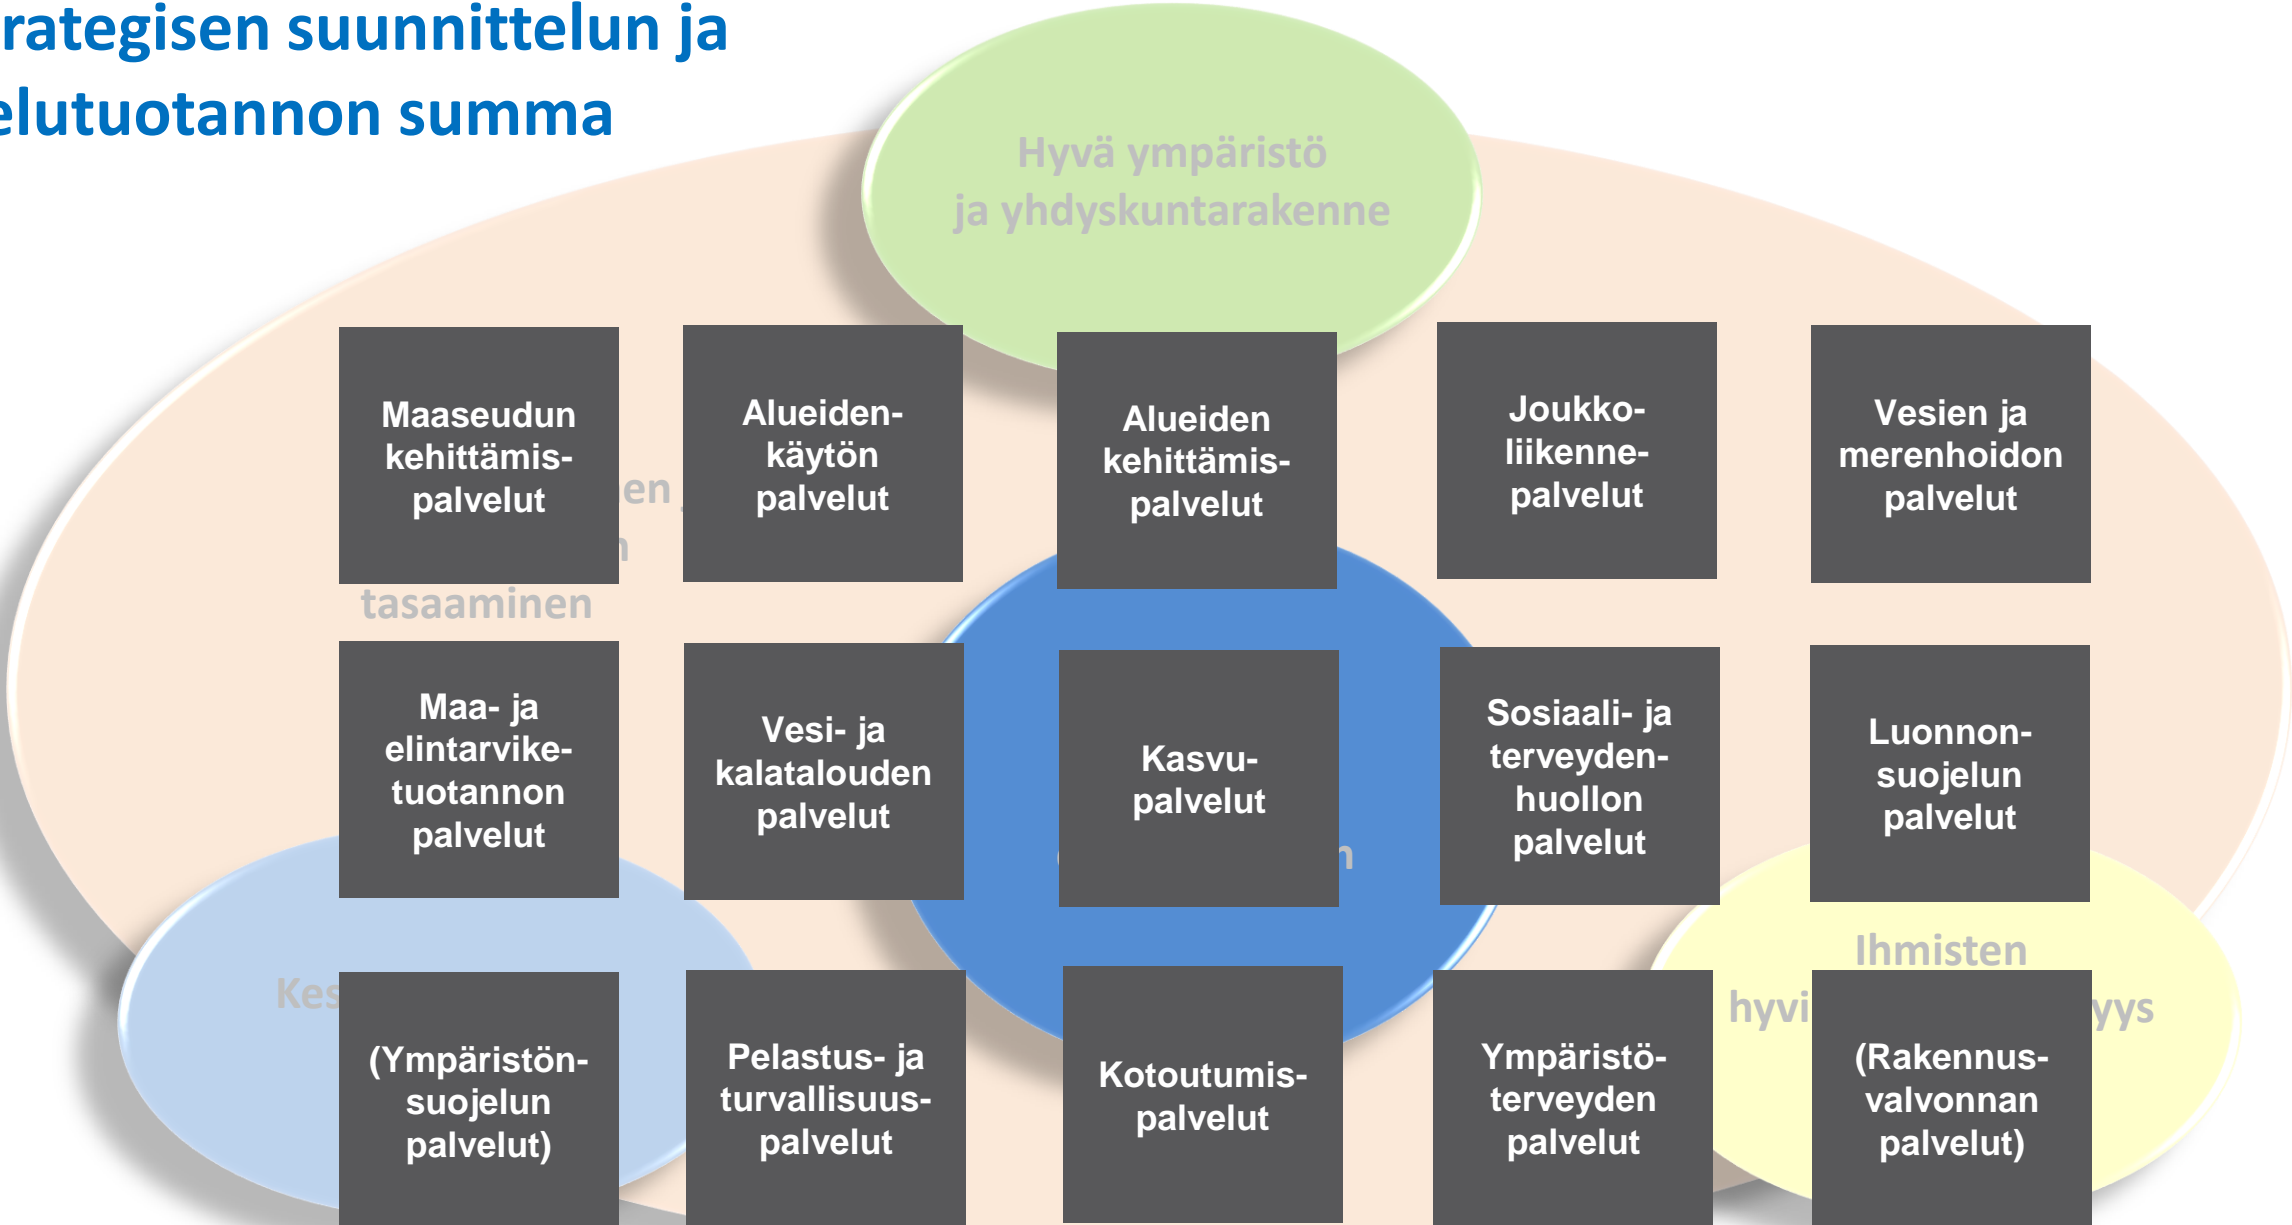 rategisen suunnittelun ja
elutuotannon summa
Hyvä ympäristö
ja yhdyskuntarakenne
Maaseudun
kehittämis-
palvelut
Alueiden-
käytön
palvelut
Alueiden
kehittämis-
palvelut
Joukko-
liikenne-
palvelut
Vesien ja
merenhoidon
palvelut
tasaaminen
Maa- ja
elintarvike-
tuotannon
palvelut
Vesi- ja
kalatalouden
palvelut
Kasvu-
palvelut
Sosiaali- ja
terveyden-
huollon
palvelut
Luonnon-
suojelun
palvelut
Ihmisten
(Ympäristön-
suojelun
palvelut)
Pelastus- ja
turvallisuus-
palvelut
Kotoutumis-
palvelut
Ympäristö-
terveyden
palvelut
(Rakennus-
valvonnan
palvelut)